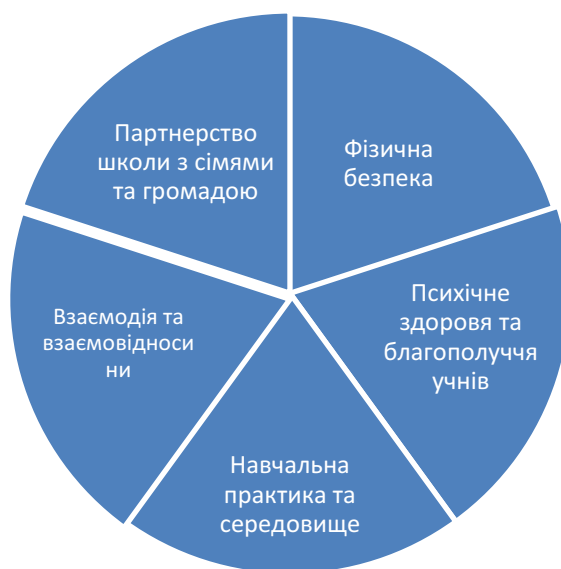 Партнерство
школи з сімями
та громадою
Фізична
безпека
Психічне
здоровя та
благополуччя
учнів
Взаємодія та
взаємовідноси
ни
Навчальна
практика та
середовище